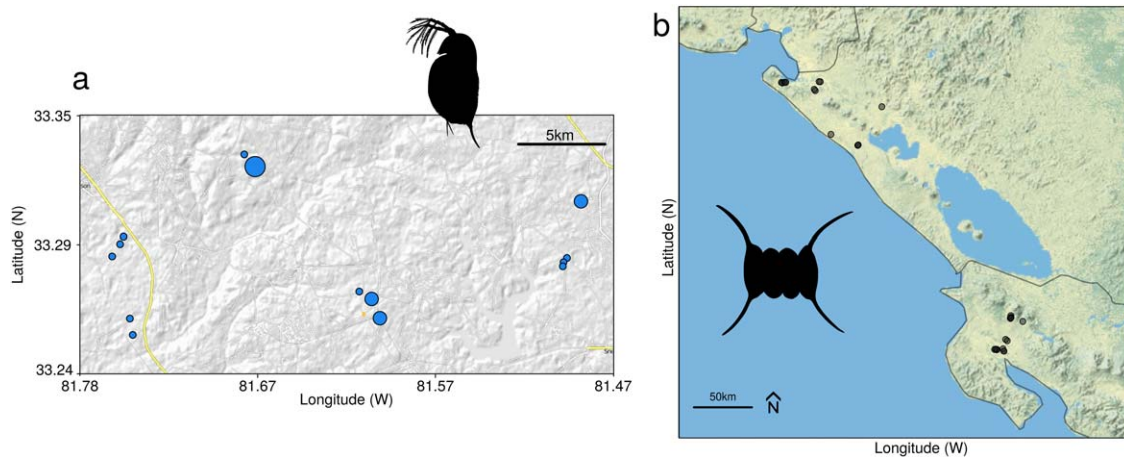 a
33.35
33.29
33.24
Latitude (N)
5km
81.78
81.67
81.57
81.47
Longitude (W)
b
Latitude (N)
50km
N
Longitude (W)